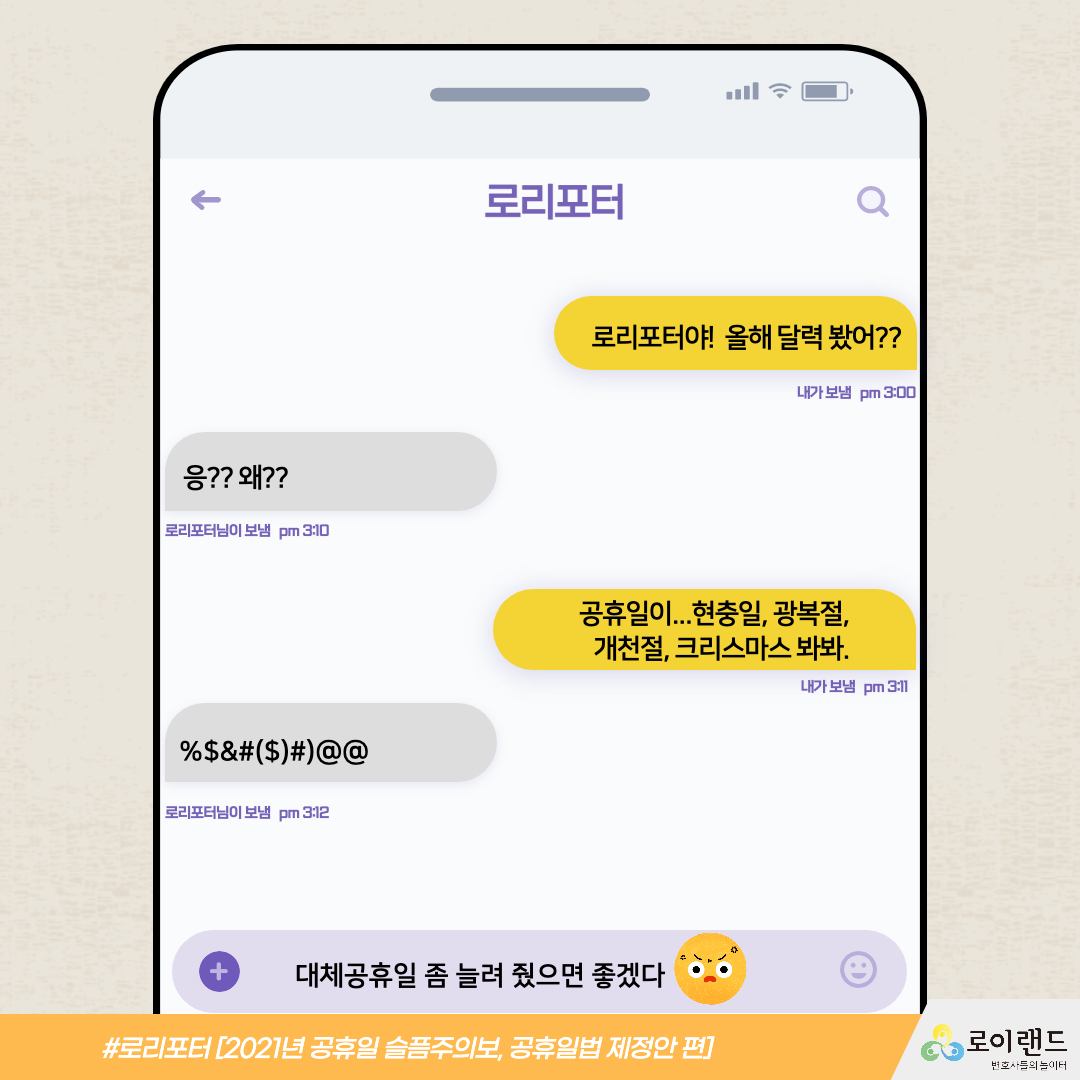 로리포터
로리포터야! 올해 달력 봤어??
내가 보냄 pm 3:00
응?? 왜??
로리포터님이 보냄 pm 3:10
공휴일이...현충일, 광복절,
개천절, 크리스마스 봐봐.
내가 보냄 pm 3:11
%$&#($)#)@@
로리포터님이 보냄 pm 3:12
대체공휴일 좀 늘려 줬으면 좋겠다
#로리포터 [2021년 공휴일 슬픔주의보, 공휴일법 제정안 편]
로이랜드
변호사들의 놀이터